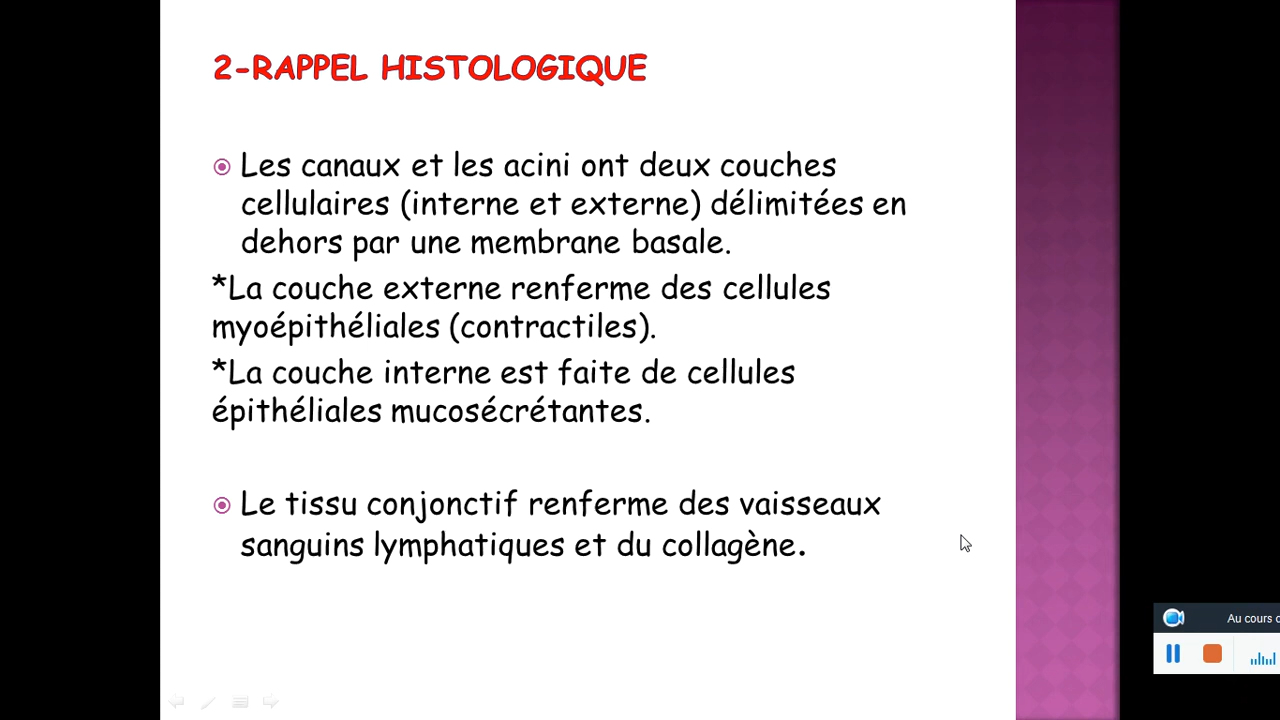 2-RAPPEL HISTOLOGIQUE
Les canaux et les acini ont deux couches
cellulaires (interne et externe) délimitées en
dehors par une membrane basale.
*La couche externe renferme des cellules
myoépithéliales (contractiles).
*La couche interne est faite de cellules
épithéliales mucosécrétantes.
Le tissu conjonctif renferme des vaisseaux
sanguins lymphatiques et du collagène.
Au cours